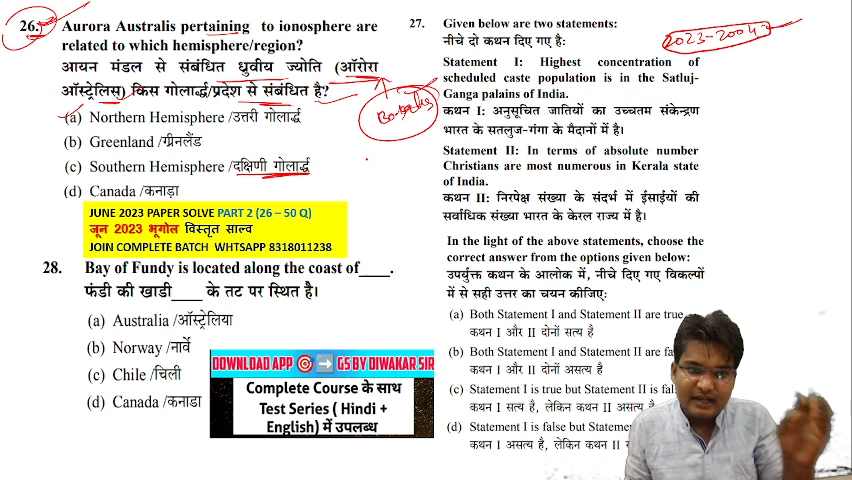 26. Aurora Australis pertaining to ionosphere are
related to which hemisphere/region?
आयन मंडल से संबंधित ध्रुवीय ज्योति (ऑरोरा
ऑस्ट्रेलिस) किस गोलार्द्ध/प्रदेश से संबंधित है?
(a) Northern Hemisphere /उत्तरी गोलार्द्ध
(b) Greenland /ग्रीनलैंड
(c) Southern Hemisphere /दक्षिणी गोलार्द्ध
(d) Canada/कनाड़ा
JUNE 2023 PAPER SOLVE PART 2 (26 – 50 Q)
जून 2023 भूगोल विस्तृत साल्व
JOIN COMPLETE BATCH WHTSAPP 8318011238
28. Bay of Fundy is located along the coast of____.
फंडी की खाडी____ के तट पर स्थित है।
(a) Australia /ऑस्ट्रेलिया
(b) Norway /नार्वे
(c) Chile /चिली
(d) Canada /कनाडा
DOWNLOAD APP 🎯 ➡️ GS BY DIWAKAR SIR
Complete Course के साथ
Test Series ( Hindi +
English) में उपलब्ध
27. Given below are two statements:
नीचे दो कथन दिए गए है:
2023-2004
Statement I: Highest concentration of
scheduled caste population is in the Satluj-
Ganga palains of India.
कथन I: अनुसूचित जातियों का उच्चतम संकेन्द्रण
भारत के सतलुज-गंगा के मैदानों में है।
Statement II: In terms of absolute number
Christians are most numerous in Kerala state
of India.
कथन II: निरपेक्ष संख्या के संदर्भ में ईसाईयों की
सर्वाधिक संख्या भारत के केरल राज्य में है।
In the light of the above statements, choose the
correct answer from the options given below:
उपर्युक्त कथन के आलोक में, नीचे दिए गए विकल्पों
में से सही उत्तर का चयन कीजिए:
(a) Both Statement I and Statement II are true
कथन I और II दोनों सत्य है
(b) Both Statement I and Statement II are fa
कथन I और II दोनों असत्य है
(c) Statement I is true but Statement II is fal
कथन I सत्य है, लेकिन कथन II असत्य
(d) Statement I is false but Stateme
कथन I असत्य है, लेकिन कथन II